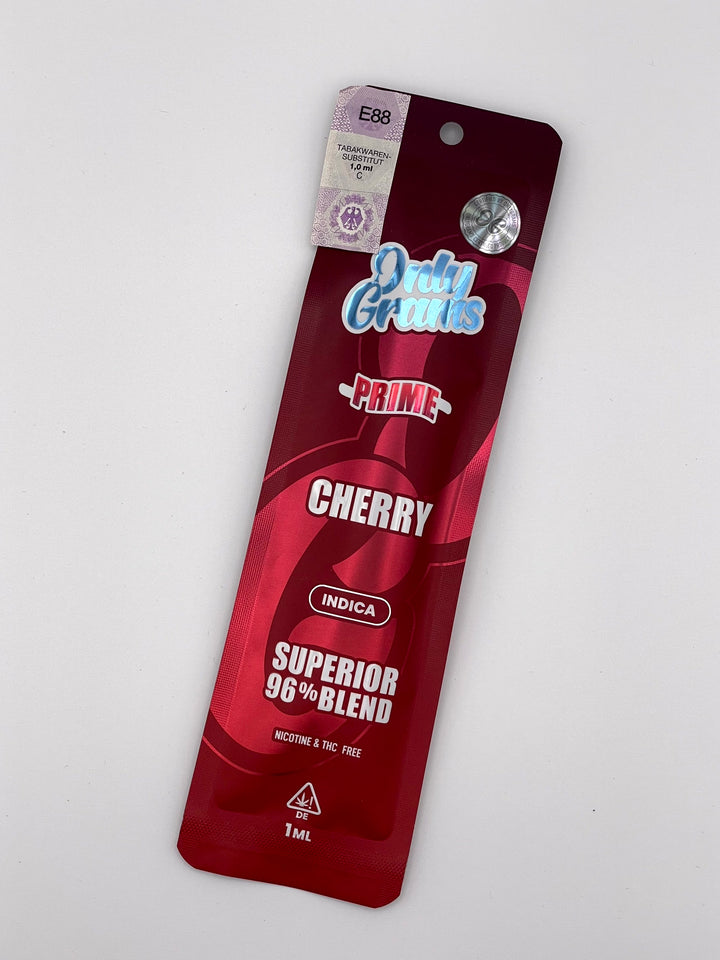 E88
TABAKWAREN-
SUBSTITUT
1,0 ml
C
Only
Grams
PRIME
CHERRY
INDICA
SUPERIOR
96% BLEND
NICOTINE & THC FREE
DE
1ML